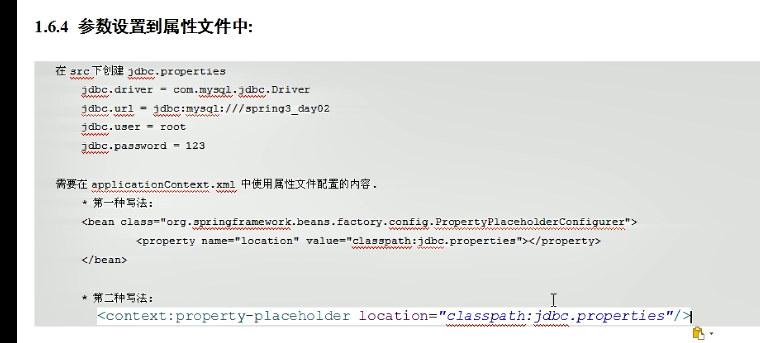 1.6.4 参数设置到属性文件中:
在 src 下创建 jdbc.properties
jdbc.driver = com.mysql.jdbc.Driver
jdbc.url = jdbc:mysql:///spring3_day02
jdbc.user = root
jdbc.password = 123
需要在 applicationContext.xml 中使用属性文件配置的内容.
* 第一种写法:
<bean class="org.springframework.beans.factory.config.PropertyPlaceholderConfigurer">
<property name="location" value="classpath:jdbc.properties"></property>
</bean>
* 第二种写法:
<context:property-placeholder location="classpath:jdbc.properties"/>